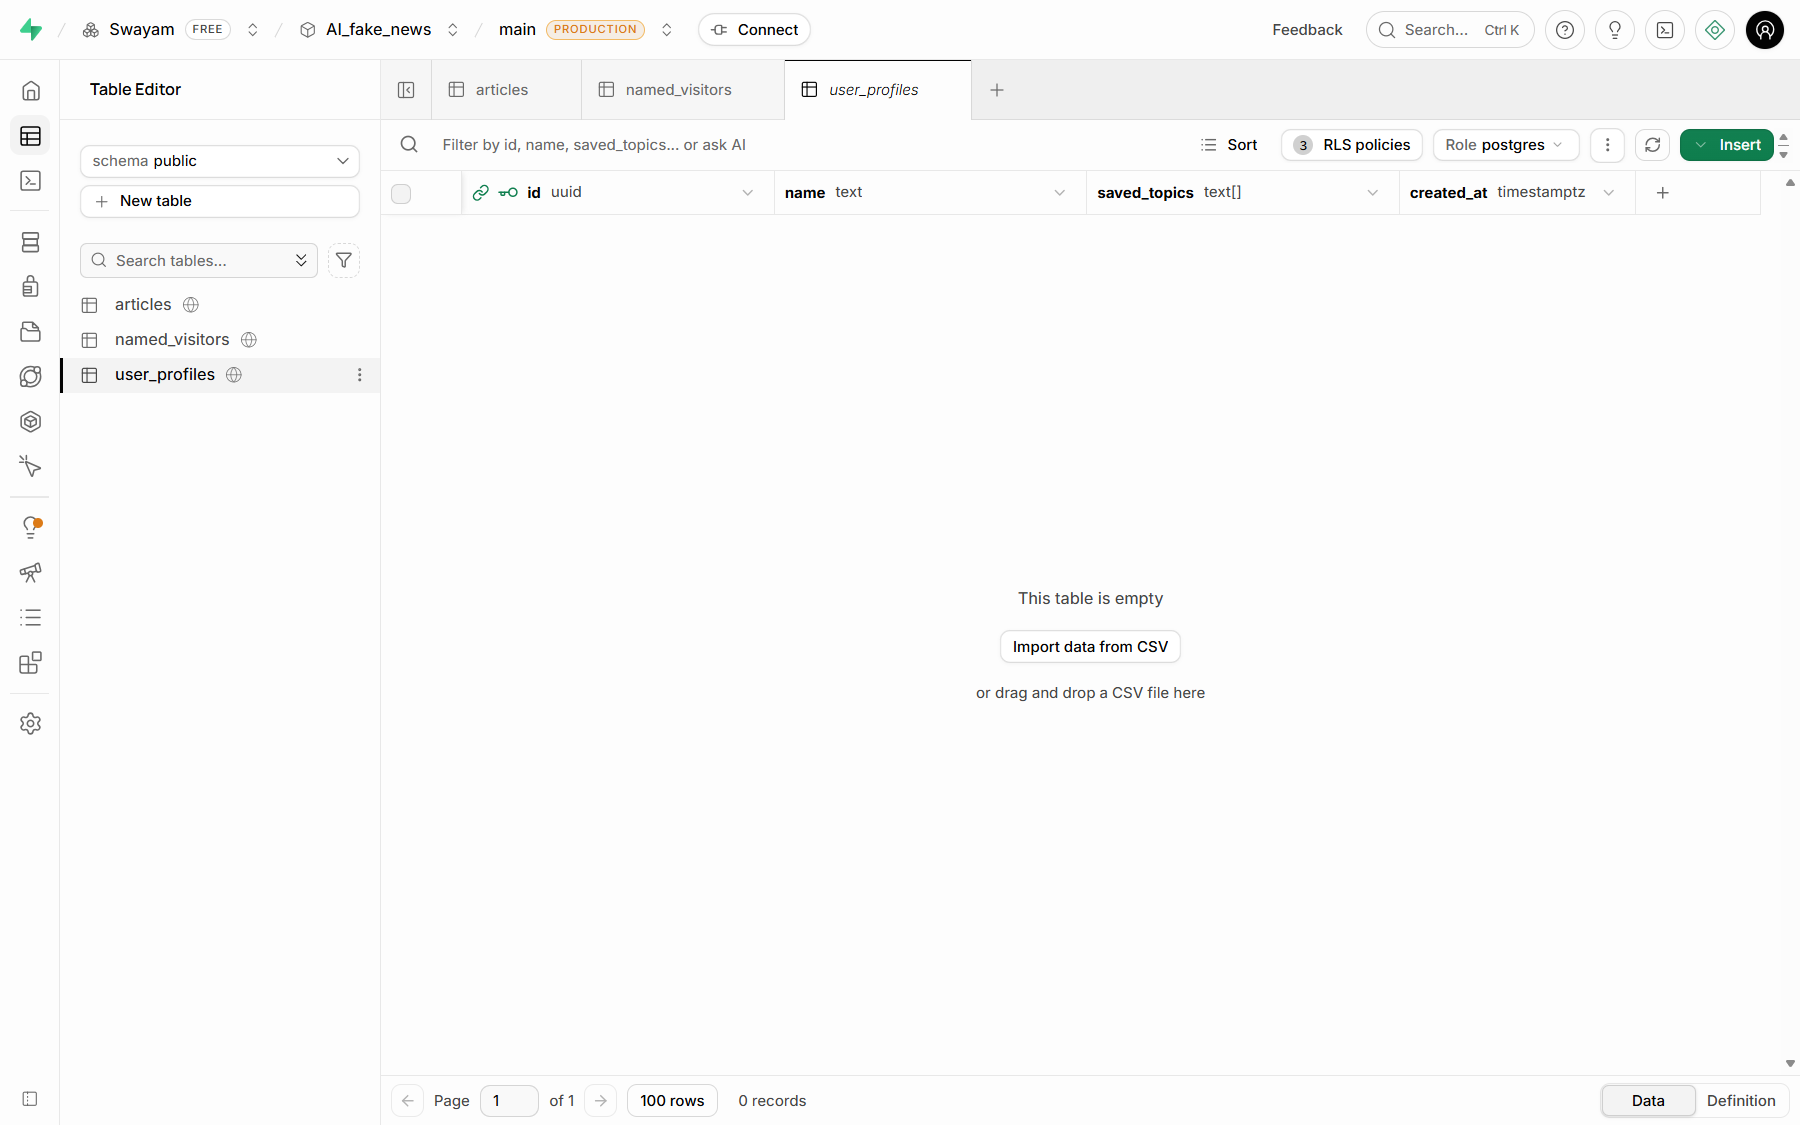 Swayam FREE AI_fake_news main PRODUCTION Connect Feedback Search... Ctrl K
Table Editor
articles named_visitors user_profiles
schema public
New table
Search tables...
articles
named_visitors
user_profiles
Filter by id, name, saved_topics... or ask AI Sort 3 RLS policies Role postgres Insert
id uuid name text saved_topics text[] created_at timestamptz
This table is empty
Import data from CSV
or drag and drop a CSV file here
Page 1 of 1 100 rows 0 records Data Definition